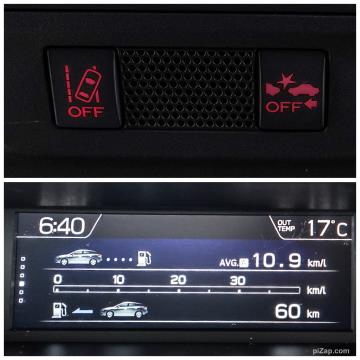 OFF
OFF
6:40
OUT TEMP 17°C
AVG. A 10.9 km/l
0 10 20 30 km/l
60 km
piZap.com